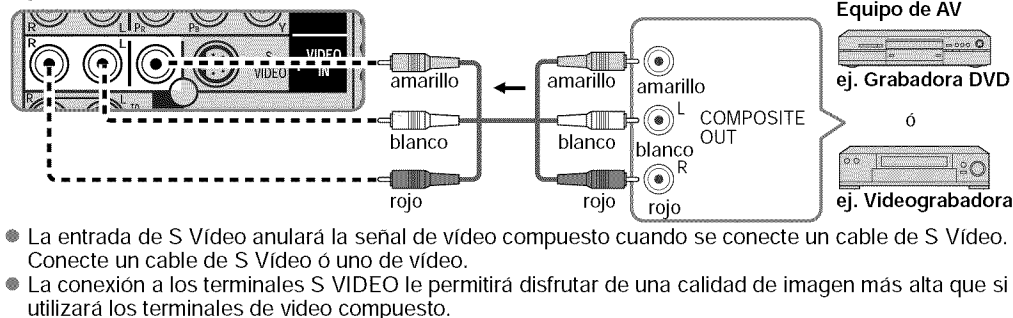 R L PR PB Y
R L S VIDEO VIDEO IN
R L
Equipo de AV
ej. Grabadora DVD
ó
ej. Videograbadora
amarillo amarillo amarillo
blanco blanco blanco L COMPOSITE OUT
rojo rojo rojo R
La entrada de S Vídeo anulará la señal de vídeo compuesto cuando se conecte un cable de S Vídeo.
Conecte un cable de S Vídeo ó uno de vídeo.
La conexión a los terminales S VIDEO le permitirá disfrutar de una calidad de imagen más alta que si
utilizará los terminales de video compuesto.